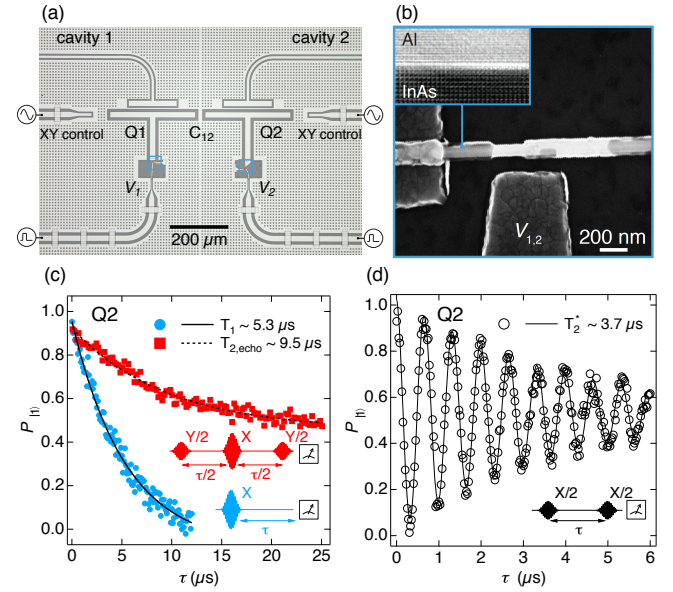 (a)
cavity 1
cavity 2
XY control
Q1
C12
Q2
XY control
V1
V2
200 µm
(b)
Al
InAs
V1,2
200 nm
(c)
Q2
T1 ~ 5.3 µs
T2,echo ~ 9.5 µs
P|1⟩
1.0
0.8
0.6
0.4
0.2
0.0
Y/2
X
Y/2
τ/2
τ/2
X
τ
0
5
10
15
20
25
τ (µs)
(d)
Q2
T2* ~ 3.7 µs
P|1⟩
1.0
0.8
0.6
0.4
0.2
0.0
X/2
X/2
τ
0
1
2
3
4
5
6
τ (µs)